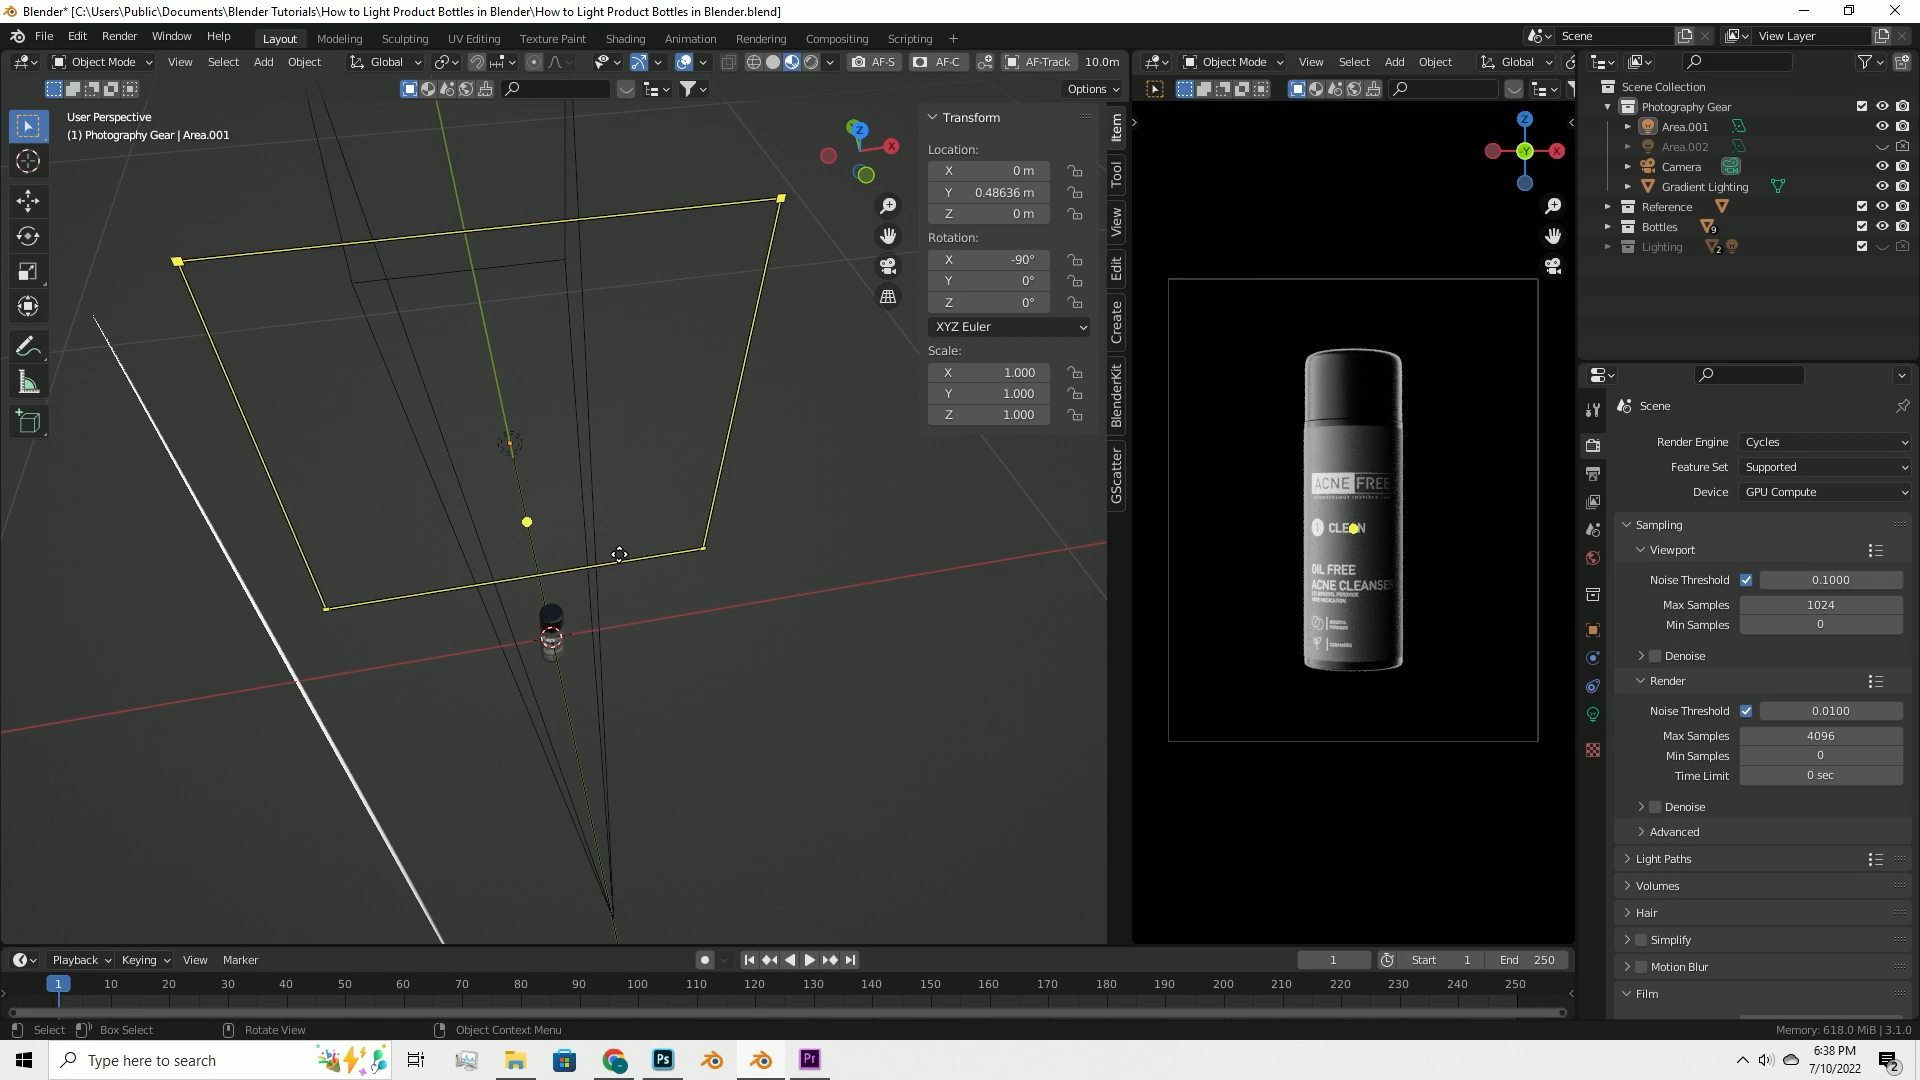 Blender* [C:\Users\Public\Documents\Blender Tutorials\How to Light Product Bottles in Blender\How to Light Product Bottles in Blender.blend]
File Edit Render Window Help Layout Modeling Sculpting UV Editing Texture Paint Shading Animation Rendering Compositing Scripting + Scene View Layer
Object Mode View Select Add Object Global AF-S AF-C AF-Track 10.0m Object Mode View Select Add Object Global
Options
User Perspective
(1) Photography Gear | Area.001
Z
X
Transform
Location:
X 0 m
Y 0.48636 m
Z 0 m
Rotation:
X -90°
Y 0°
Z 0°
XYZ Euler
Scale:
X 1.000
Y 1.000
Z 1.000
Item
Tool
View
Edit
Create
BlenderKit
GScatter
Z
-Y X
ACNE FREE
CLEAN
OIL FREE
ACNE CLEANSER
Scene Collection
Photography Gear
Area.001
Area.002
Camera
Gradient Lighting
Reference
Bottles 9
Lighting 2
Scene
Render Engine Cycles
Feature Set Supported
Device GPU Compute
Sampling
Viewport
Noise Threshold 0.1000
Max Samples 1024
Min Samples 0
Denoise
Render
Noise Threshold 0.0100
Max Samples 4096
Min Samples 0
Time Limit 0 sec
Denoise
Advanced
Light Paths
Volumes
Hair
Simplify
Motion Blur
Film
Playback Keying View Marker 1 Start 1 End 250
1 10 20 30 40 50 60 70 80 90 100 110 120 130 140 150 160 170 180 190 200 210 220 230 240 250
Select Box Select Rotate View Object Context Menu Memory: 618.0 MiB | 3.1.0
Type here to search Ps Pr 6:38 PM
7/10/2022 2